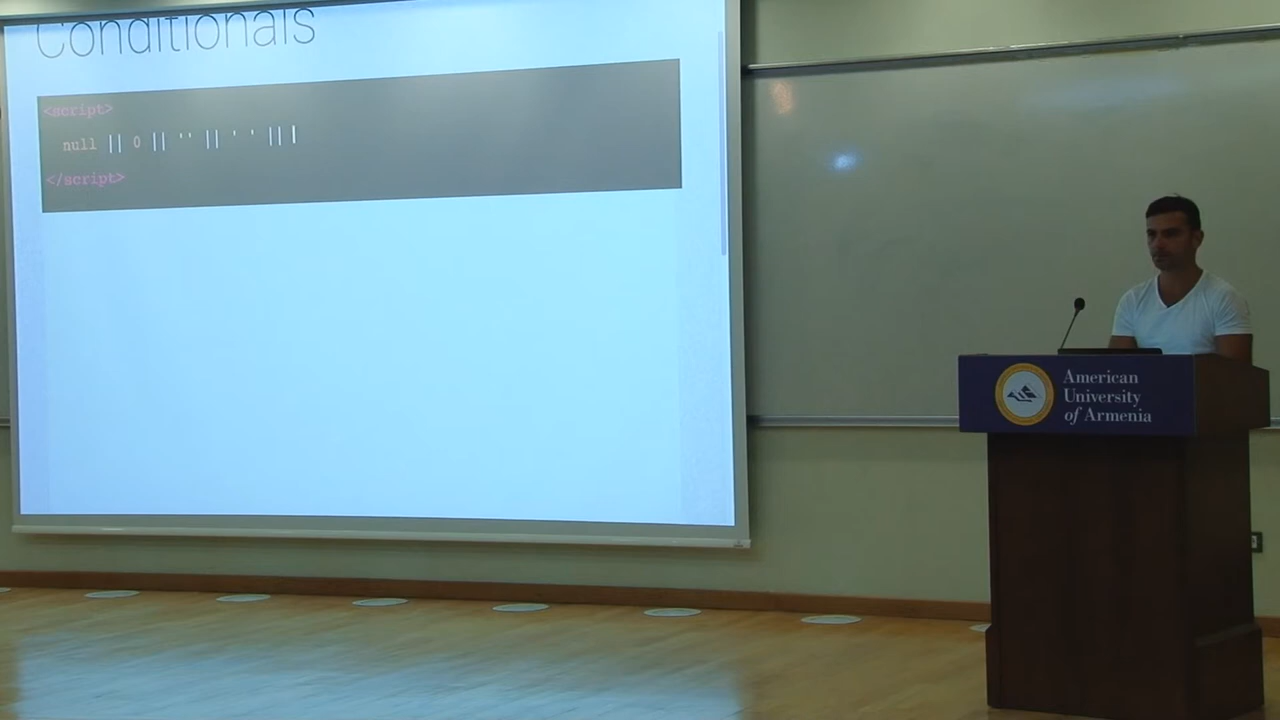 Conditionals
<script>
null || 0 || '' || ' ' || |
</script>
American
University
of Armenia